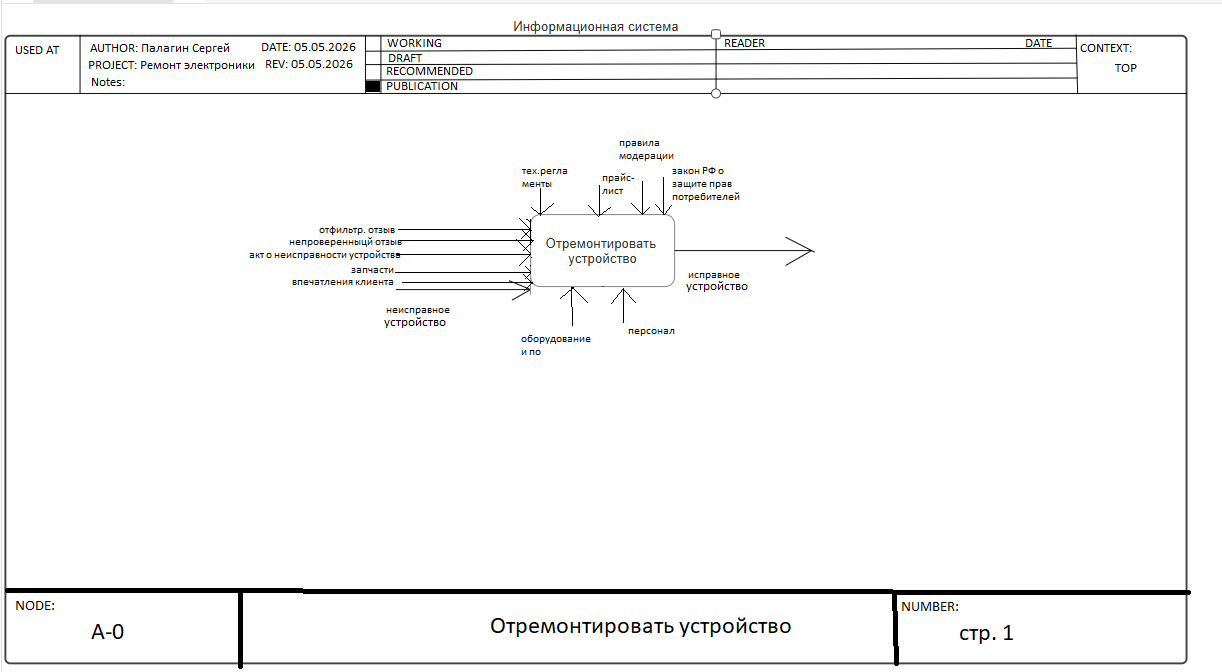 Информационная система
USED AT
AUTHOR: Палагин Сергей
DATE: 05.05.2026
PROJECT: Ремонт электроники
REV: 05.05.2026
Notes:
WORKING
DRAFT
RECOMMENDED
PUBLICATION
READER
DATE
CONTEXT:
TOP
правила
модерации
тех.регла
менты
прайс-
лист
закон РФ о
защите прав
потребителей
отфильтр. отзыв
непроверенныцй отзыв
акт о неисправности устройства
запчасти
впечатления клиента
неисправное
устройство
Отремонтировать
устройство
исправное
устройство
оборудование
и по
персонал
NODE:
A-0
Отремонтировать устройство
NUMBER:
стр. 1